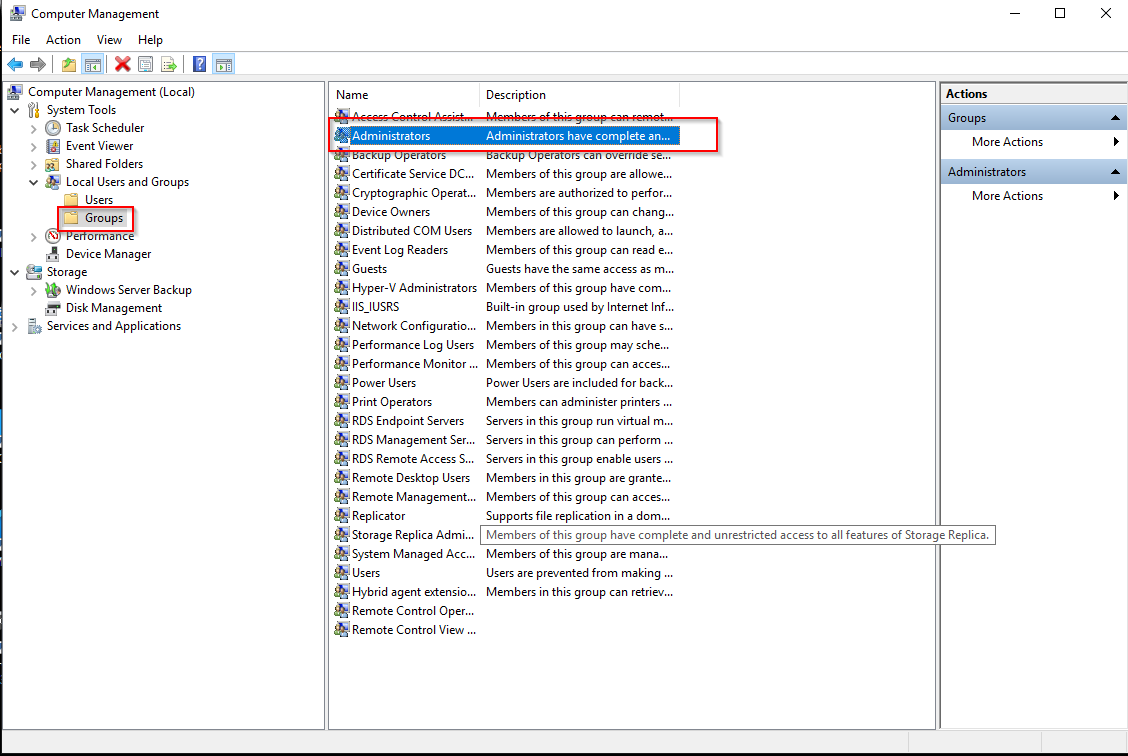 Computer Management
File Action View Help
Computer Management (Local)
System Tools
Task Scheduler
Event Viewer
Shared Folders
Local Users and Groups
Users
Groups
Performance
Device Manager
Storage
Windows Server Backup
Disk Management
Services and Applications
Name Description
Access Control Assist... Members of this group can remot...
Administrators Administrators have complete an...
Backup Operators Backup Operators can override se...
Certificate Service DC... Members of this group are allowe...
Cryptographic Operat... Members are authorized to perfor...
Device Owners Members of this group can chang...
Distributed COM Users Members are allowed to launch, a...
Event Log Readers Members of this group can read e...
Guests Guests have the same access as m...
Hyper-V Administrators Members of this group have com...
IIS_IUSRS Built-in group used by Internet Inf...
Network Configuratio... Members in this group can have s...
Performance Log Users Members of this group may sche...
Performance Monitor ... Members of this group can acces...
Power Users Power Users are included for back...
Print Operators Members can administer printers ...
RDS Endpoint Servers Servers in this group run virtual m...
RDS Management Ser... Servers in this group can perform ...
RDS Remote Access S... Servers in this group enable users ...
Remote Desktop Users Members in this group are grante...
Remote Management... Members of this group can acces...
Replicator Supports file replication in a dom...
Storage Replica Admi... Members of this group have complete and unrestricted access to all features of Storage Replica.
System Managed Acc... Members of this group are mana...
Users Users are prevented from making ...
Hybrid agent extensio... Members in this group can retriev...
Remote Control Oper...
Remote Control View ...
Actions
Groups
More Actions
Administrators
More Actions